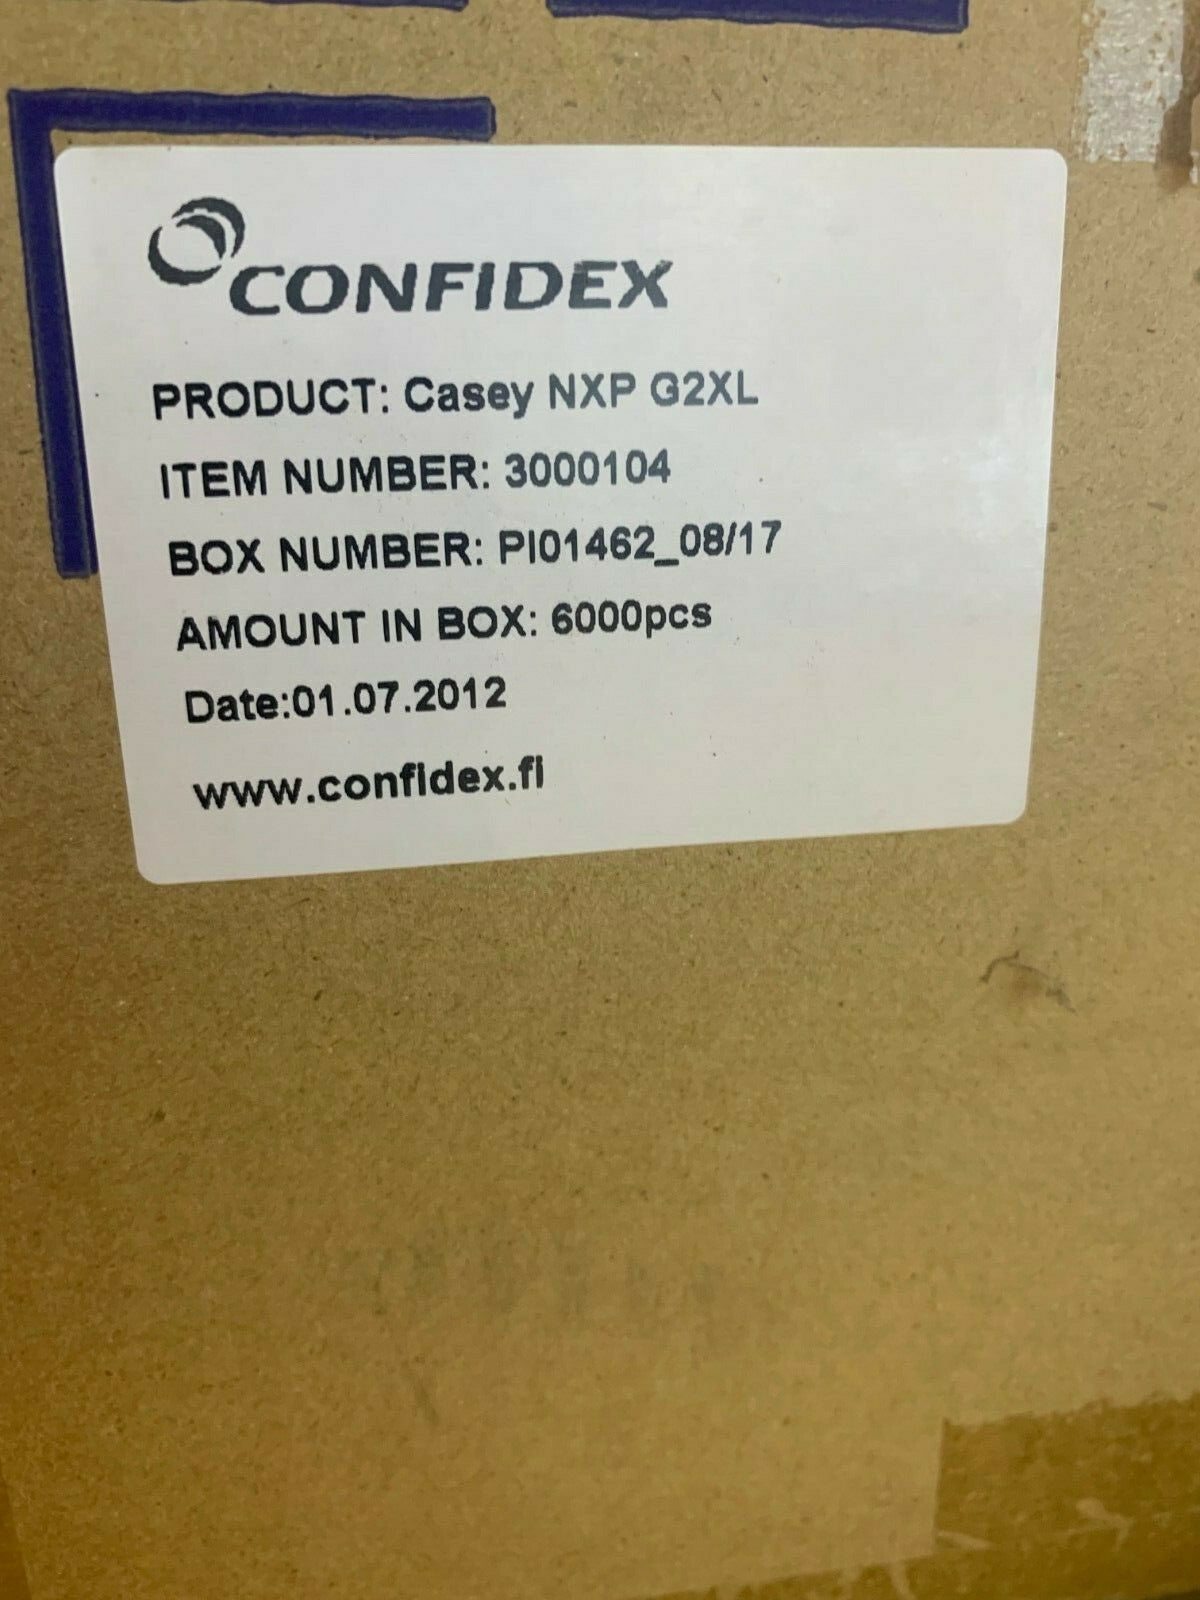 CONFIDEX
PRODUCT: Casey NXP G2XL
ITEM NUMBER: 3000104
BOX NUMBER: PI01462_08/17
AMOUNT IN BOX: 6000pcs
Date:01.07.2012
www.confidex.fi